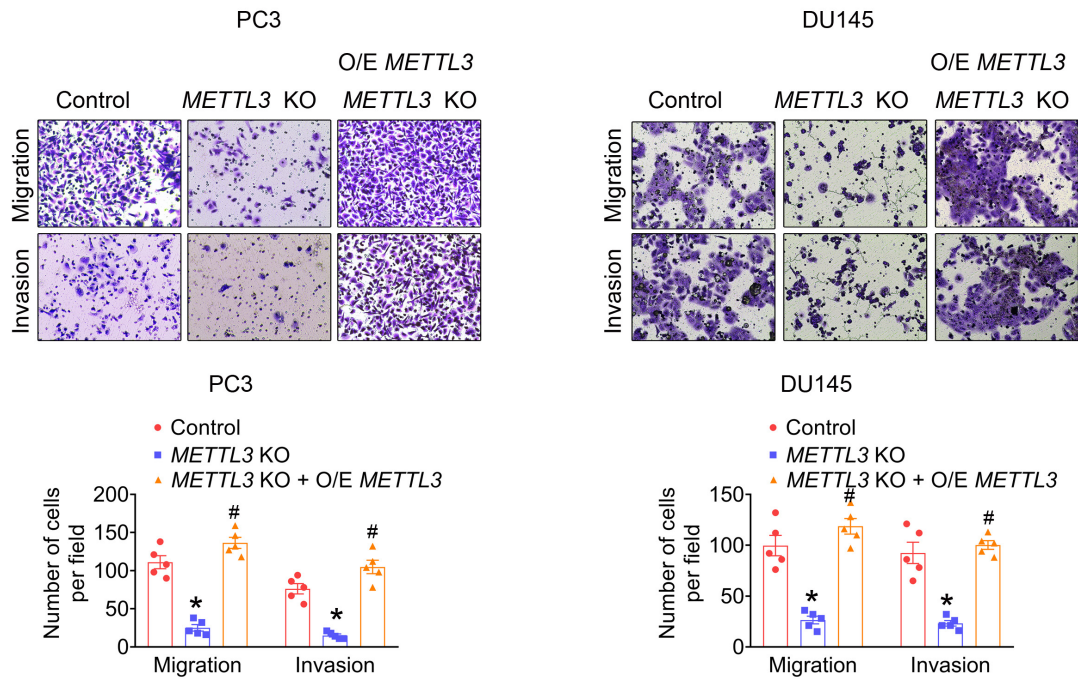 PC3
O/E METTL3
Control METTL3 KO METTL3 KO
Migration
Invasion
DU145
O/E METTL3
Control METTL3 KO METTL3 KO
Migration
Invasion
PC3
Control
METTL3 KO
METTL3 KO + O/E METTL3
Number of cells
per field
200
150
100
50
0
* # * #
Migration Invasion
DU145
Control
METTL3 KO
METTL3 KO + O/E METTL3
Number of cells
per field
150
100
50
0
* # * #
Migration Invasion